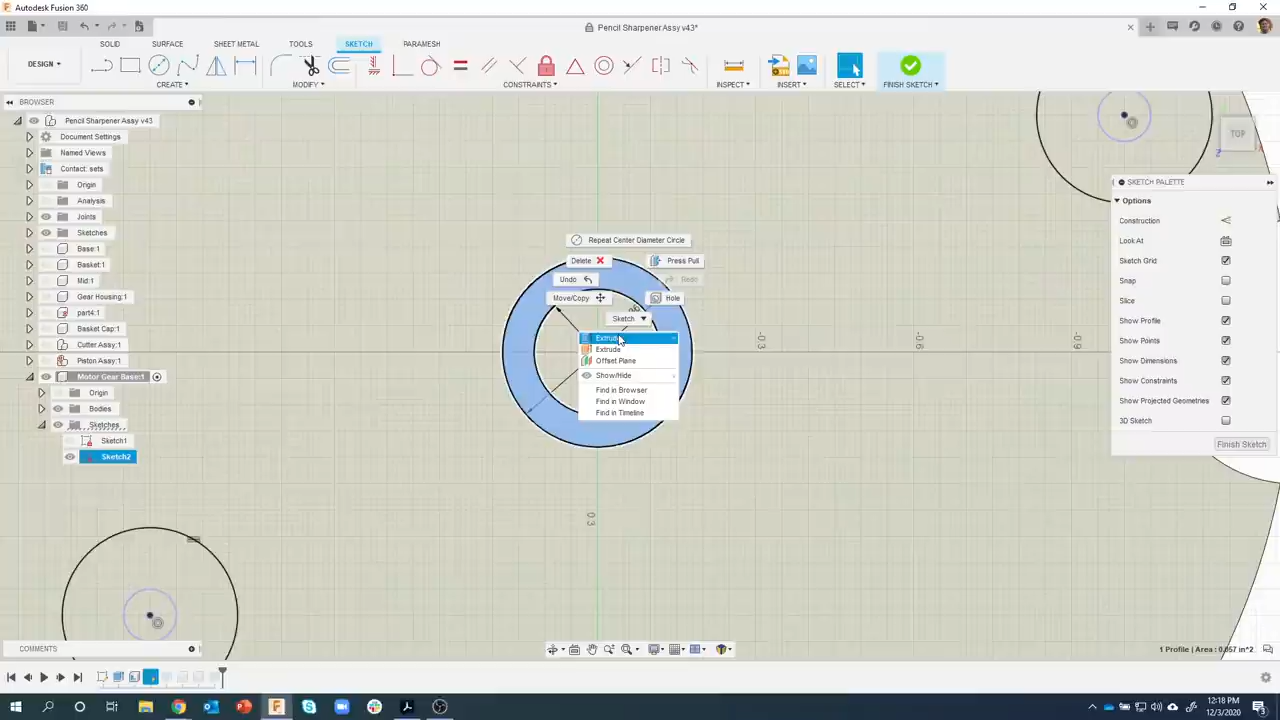 Autodesk Fusion 360
Pencil Sharpener Assy v43*
SOLID
SURFACE
SHEET METAL
TOOLS
SKETCH
PARAMESH
DESIGN
CREATE
MODIFY
CONSTRAINTS
INSPECT
INSERT
SELECT
FINISH SKETCH
BROWSER
Pencil Sharpener Assy v43
Document Settings
Named Views
Contact: sets
Origin
Analysis
Joints
Sketches
Base:1
Basket:1
Mid:1
Gear Housing:1
part4:1
Basket Cap:1
Cutter Assy:1
Piston Assy:1
Motor Gear Base:1
Origin
Bodies
Sketches
Sketch1
Sketch2
Repeat Center Diameter Circle
Delete
Press Pull
Undo
Redo
Move/Copy
Hole
Sketch
Extrude
Extrude
Offset Plane
Show/Hide
Find in Browser
Find in Window
Find in Timeline
0.3
0.6
0.3
TOP
SKETCH PALETTE
Options
Construction
Look At
Sketch Grid
Snap
Slice
Show Profile
Show Points
Show Dimensions
Show Constraints
Show Projected Geometries
3D Sketch
Finish Sketch
COMMENTS
1 Profile | Area : 0.057 in^2
12:18 PM
12/3/2020